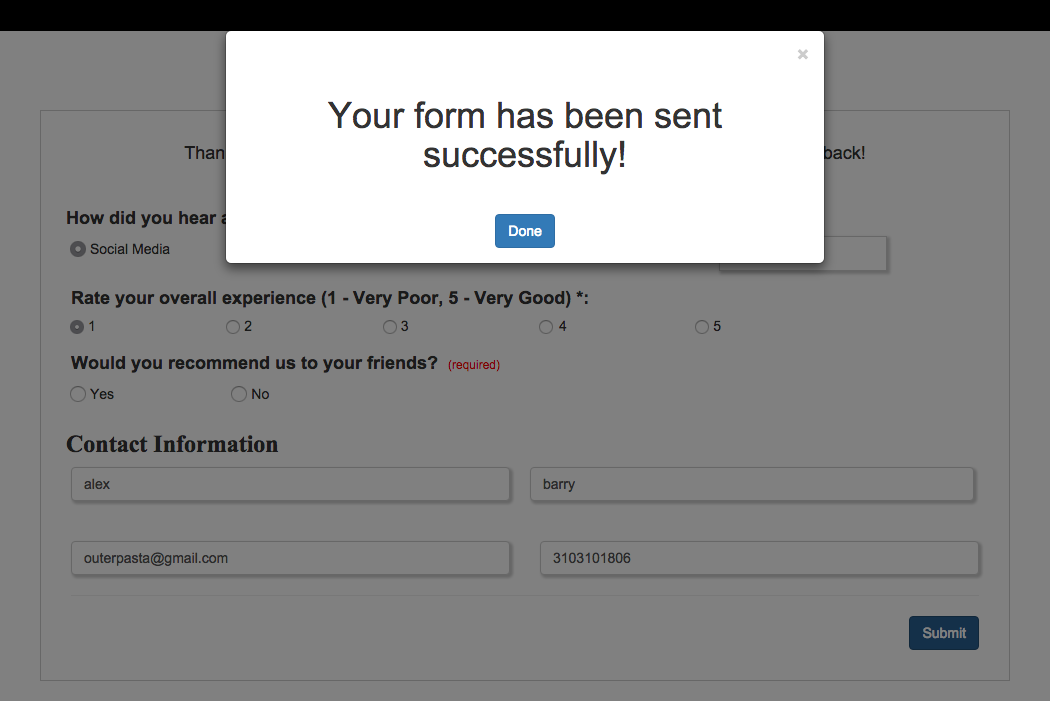 ×
Your form has been sent
successfully!
Done
Than back!
How did you hear
Social Media
Rate your overall experience (1 - Very Poor, 5 - Very Good) *:
1 2 3 4 5
Would you recommend us to your friends? (required)
Yes No
Contact Information
alex barry
outerpasta@gmail.com 3103101806
Submit